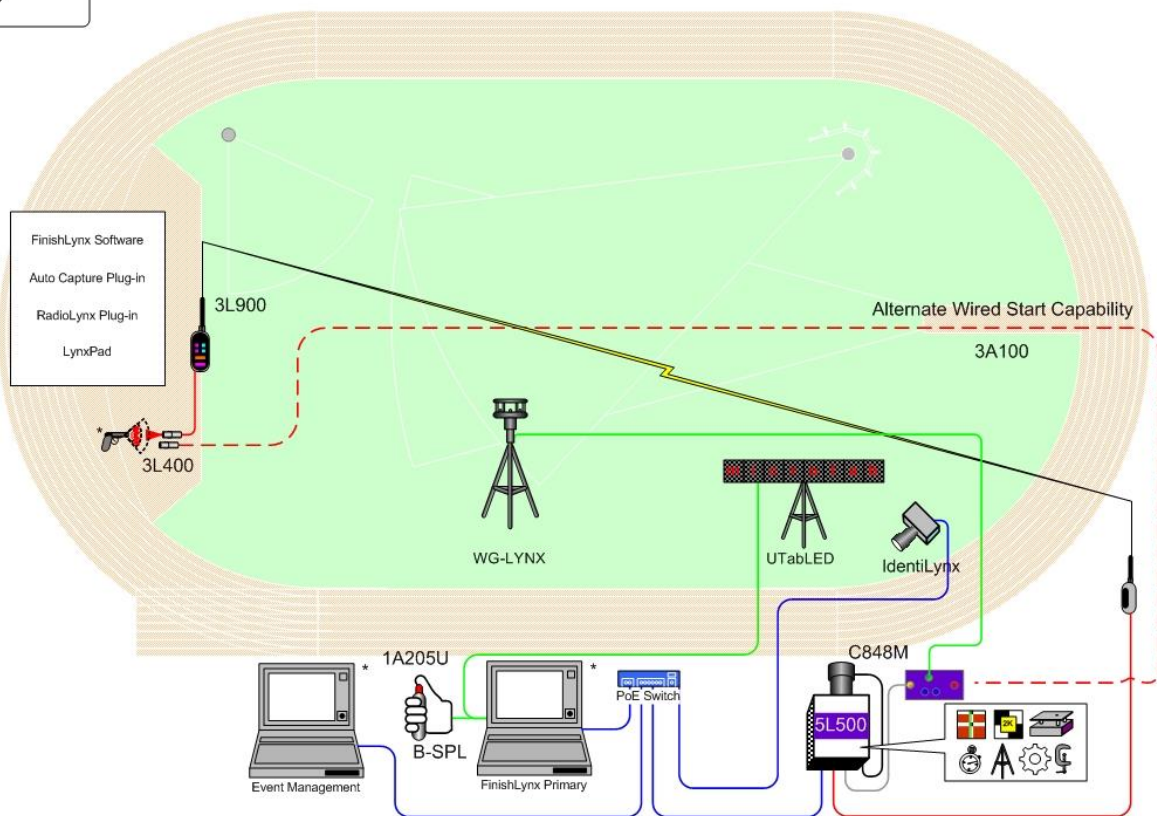 FinishLynx Software
Auto Capture Plug-in
RadioLynx Plug-in
LynxPad
3L900
Alternate Wired Start Capability
3A100
*
3L400
WG-LYNX
UTabLED
IdentiLynx
1A205U
*
*
PoE Switch
C848M
5L500
2K
B-SPL
Event Management
FinishLynx Primary